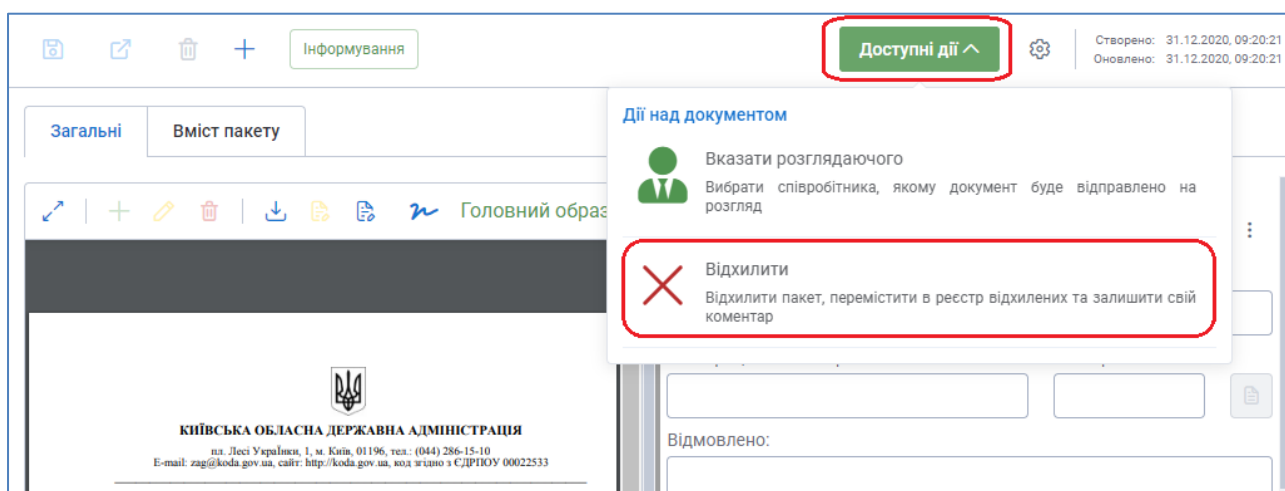 Інформування
Доступні дії
Створено: 31.12.2020, 09:20:21
Оновлено: 31.12.2020, 09:20:21
Загальні
Вміст пакету
Дії над документом
Вказати розглядаючого
Вибрати співробітника, якому документ буде відправлено на
розгляд
Відхилити
Відхилити пакет, перемістити в реєстр відхилених та залишити свій
коментар
Головний образ
КИЇВСЬКА ОБЛАСНА ДЕРЖАВНА АДМІНІСТРАЦІЯ
пл. Лесі Українки, 1, м. Київ, 01196, тел.: (044) 286-15-10
E-mail: zag@koda.gov.ua, сайт: http://koda.gov.ua, код згідно з ЄДРПОУ 00022533
Відмовлено: